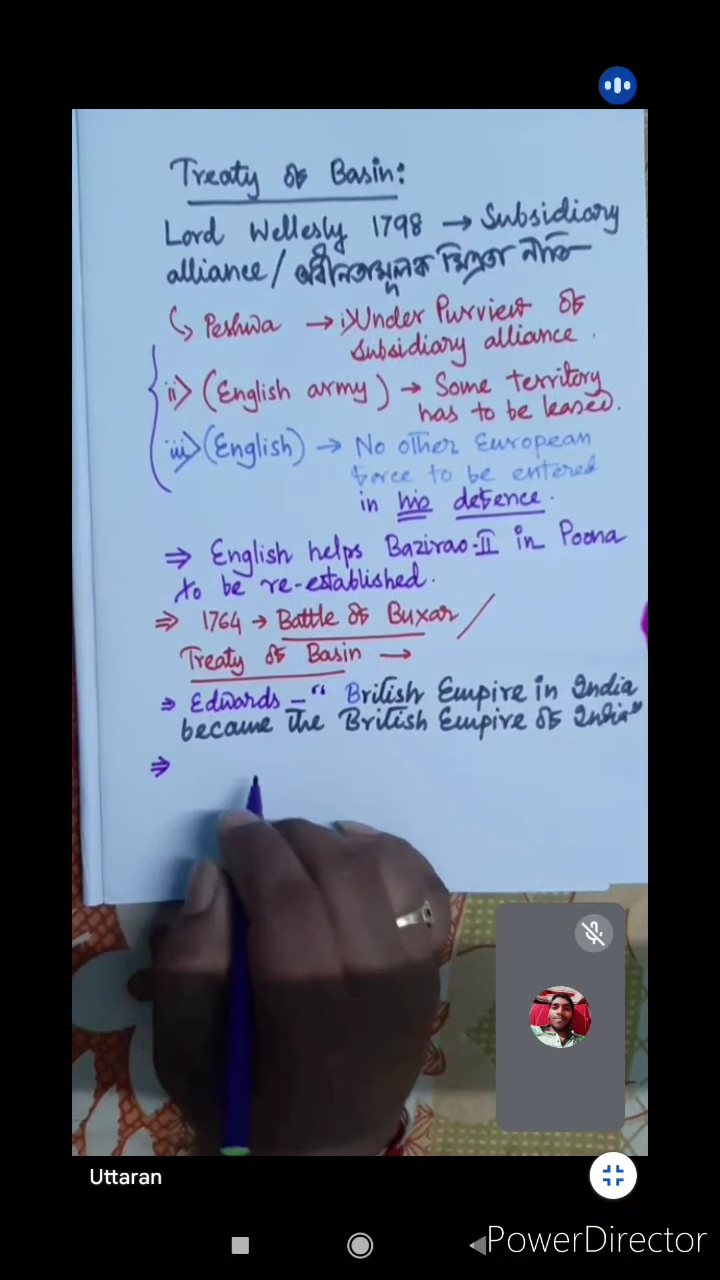 Treaty of Basin:
Lord Wellesly 1798 → Subsidiary
alliance/ অধীনতামূলক মিত্রতা নীতি
↳ Peshwa → i> Under Purview of
subsidiary alliance.
ii> (English army) → Some territory
has to be leased.
iii> (English) → No other European
force to be entered
in his defence.
⇒ English helps Bazirao-II in Poona
to be re-established.
⇒ 1764 → Battle of Buxar /
Treaty of Basin →
⇒ Edwards – “ British Empire in India
became the British Empire of India”
⇒
Uttaran
PowerDirector